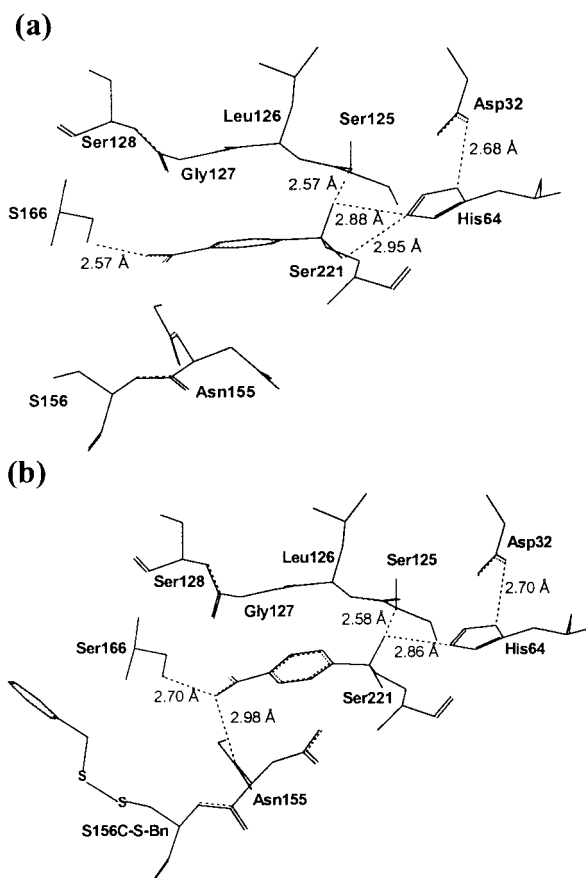 (a)
Leu126
Asp32
Ser128
Ser125
Gly127
2.57 Å
2.68 Å
S166
2.88 Å
His64
2.95 Å
Ser221
2.57 Å
S156
Asn155
(b)
Leu126
Asp32
Ser125
Ser128
Gly127
2.58 Å
2.70 Å
Ser166
2.86 Å
His64
2.70 Å
Ser221
2.98 Å
S
S
Asn155
S156C-S-Bn